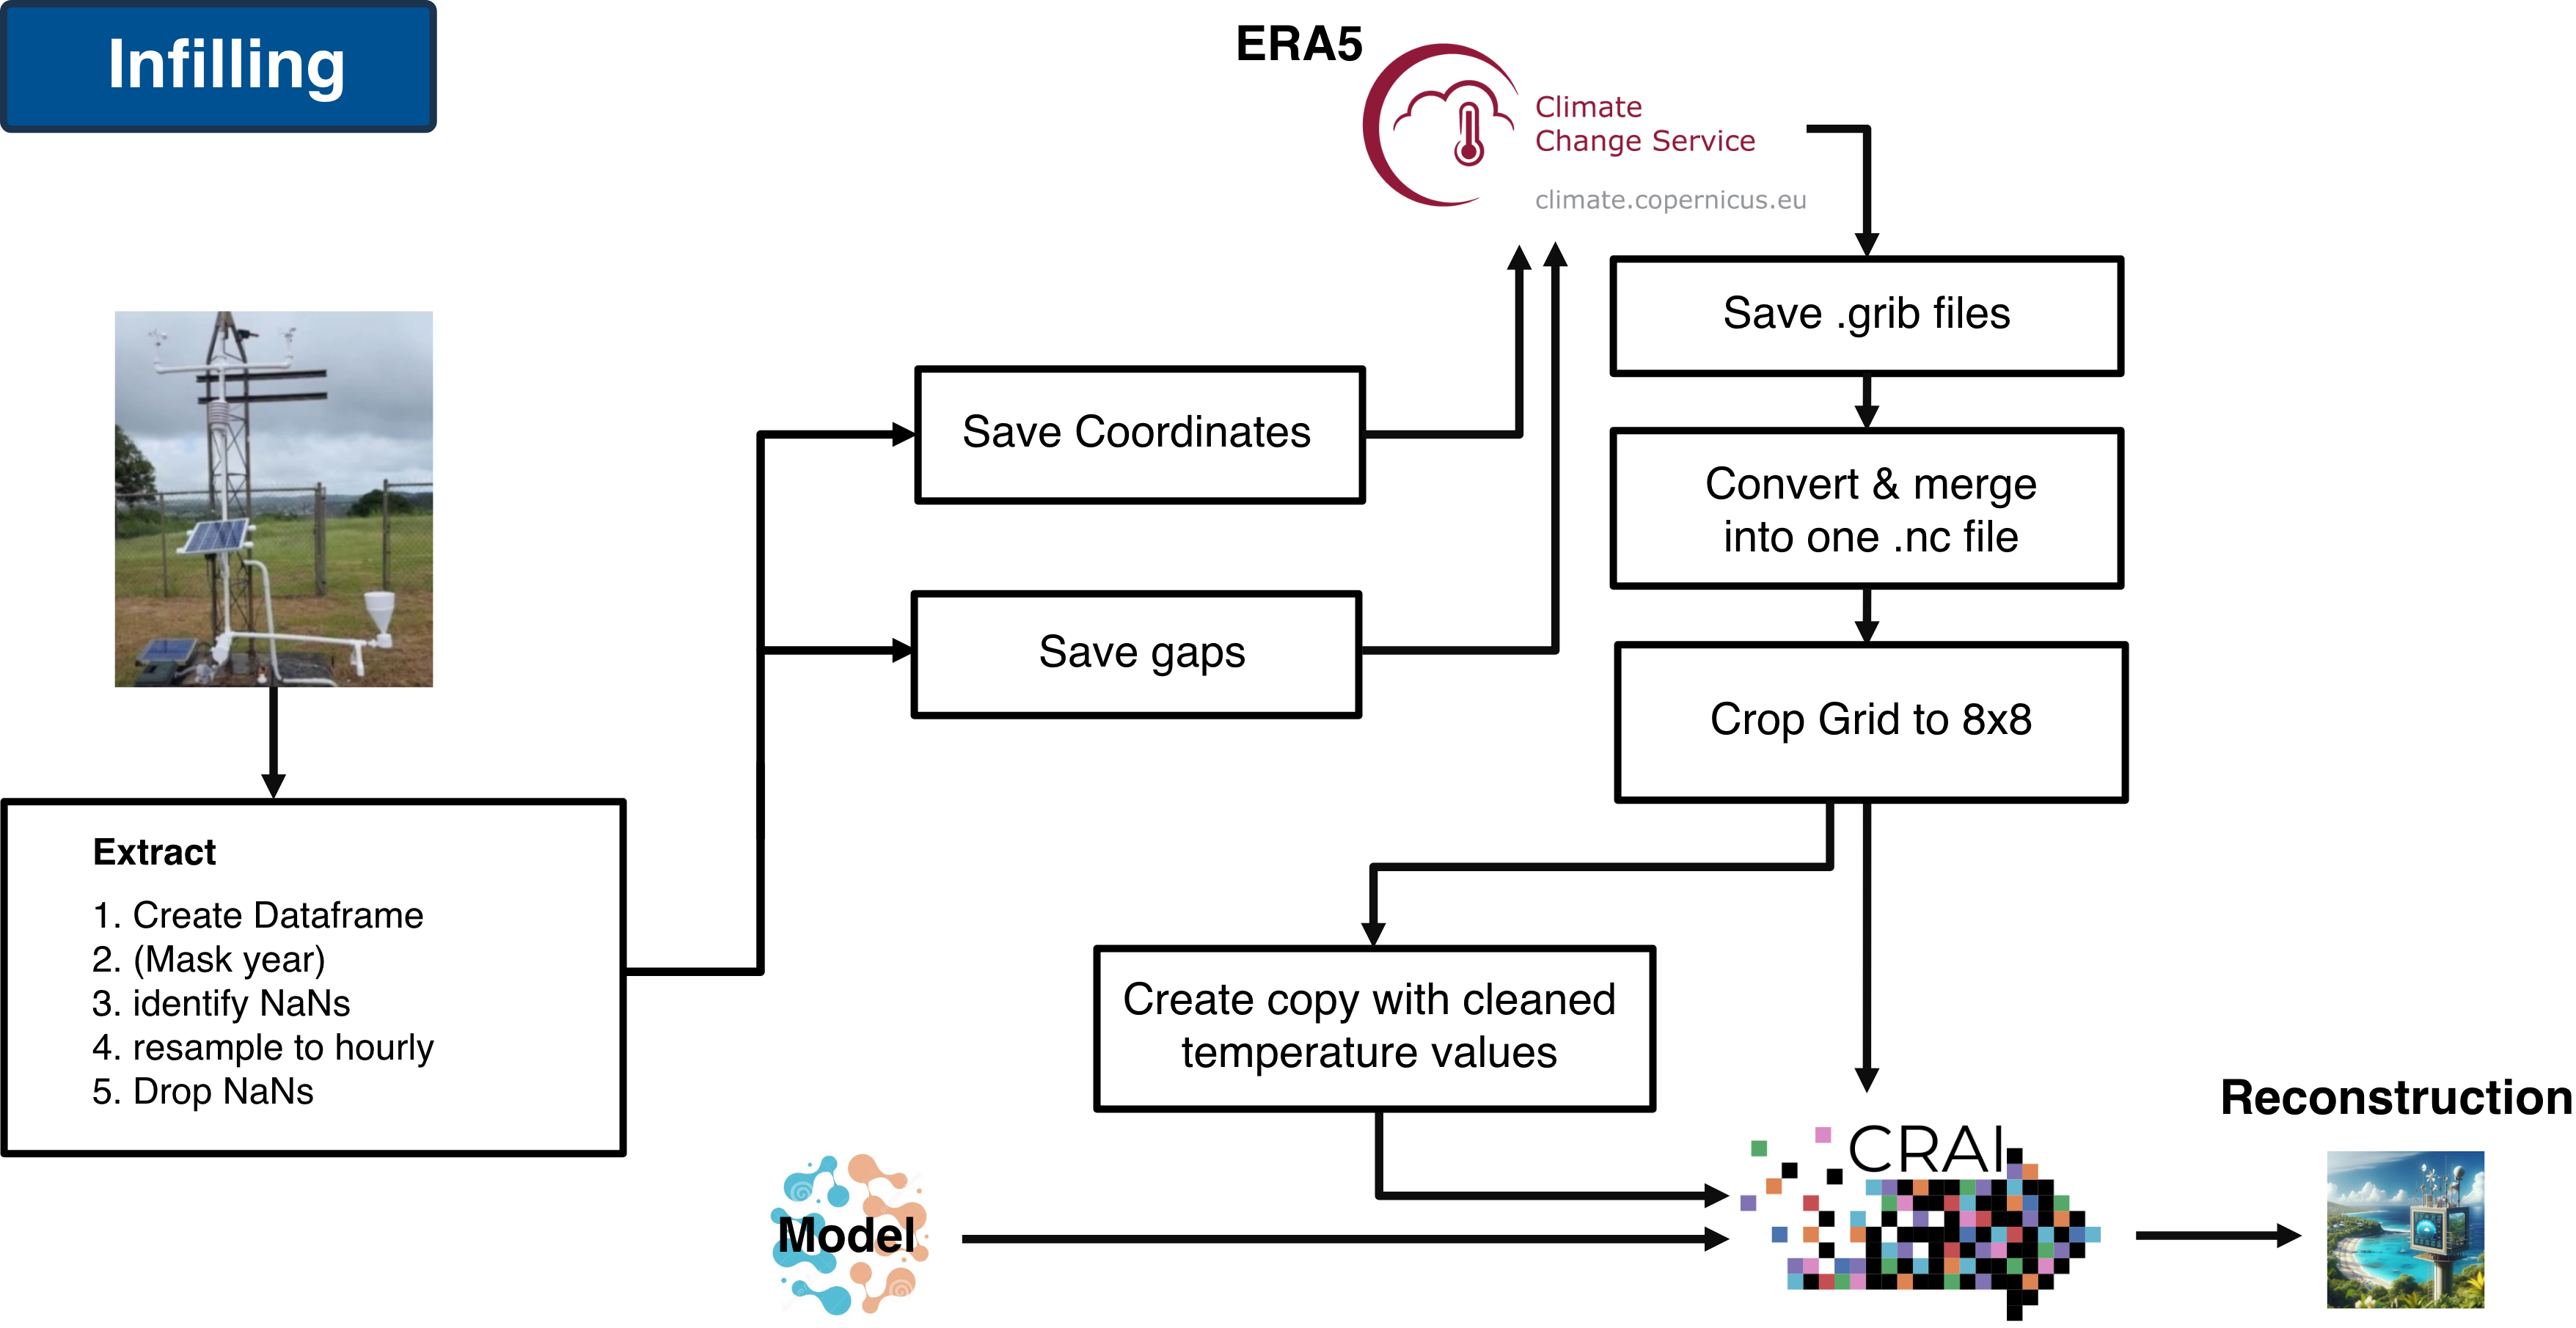 Infilling
ERA5
Climate
Change Service
climate.copernicus.eu
Save .grib files
Save Coordinates
Convert & merge
into one .nc file
Save gaps
Crop Grid to 8x8
Extract
1. Create Dataframe
2. (Mask year)
3. identify NaNs
4. resample to hourly
5. Drop NaNs
Create copy with cleaned
temperature values
Model
CRAI
Reconstruction